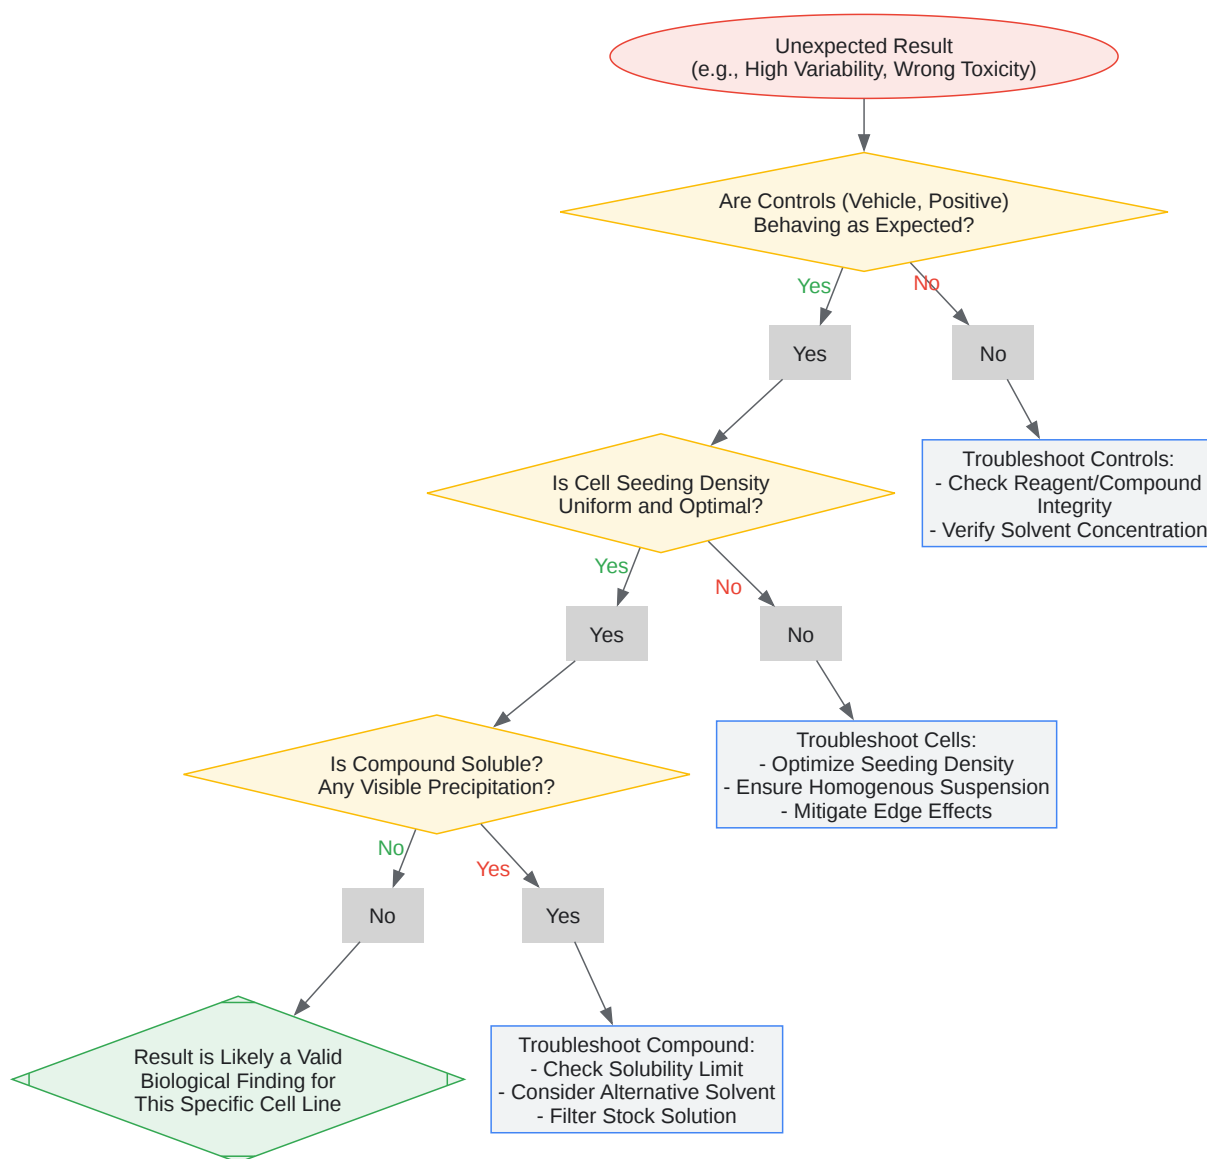 Unexpected Result
(e.g., High Variability, Wrong Toxicity)
Are Controls (Vehicle, Positive)
Behaving as Expected?
Yes
No
Yes
No
Troubleshoot Controls:
- Check Reagent/Compound
Integrity
- Verify Solvent Concentration
Is Cell Seeding Density
Uniform and Optimal?
Yes
No
Yes
No
Troubleshoot Cells:
- Optimize Seeding Density
- Ensure Homogenous Suspension
- Mitigate Edge Effects
Is Compound Soluble?
Any Visible Precipitation?
No
Yes
No
Yes
Result is Likely a Valid
Biological Finding for
This Specific Cell Line
Troubleshoot Compound:
- Check Solubility Limit
- Consider Alternative Solvent
- Filter Stock Solution